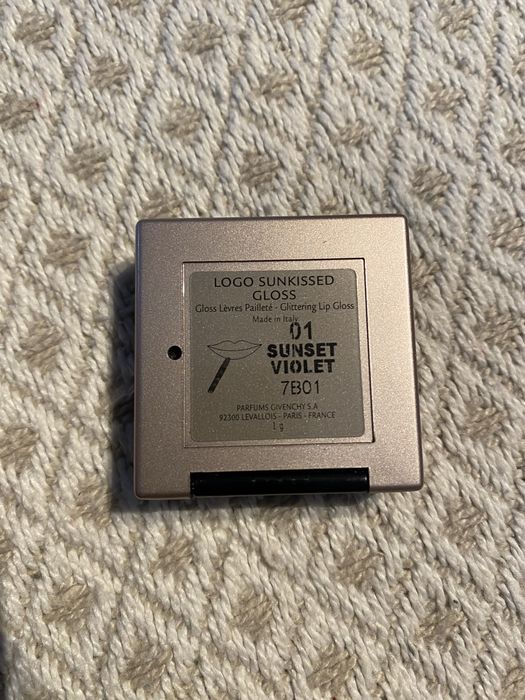 LOGO SUNKISSED
GLOSS
Gloss Lèvres Pailleté - Glittering Lip Gloss
Made in Italy
01
SUNSET
VIOLET
7B01
PARFUMS GIVENCHY S.A
92300 LEVALLOIS - PARIS - FRANCE
1 g